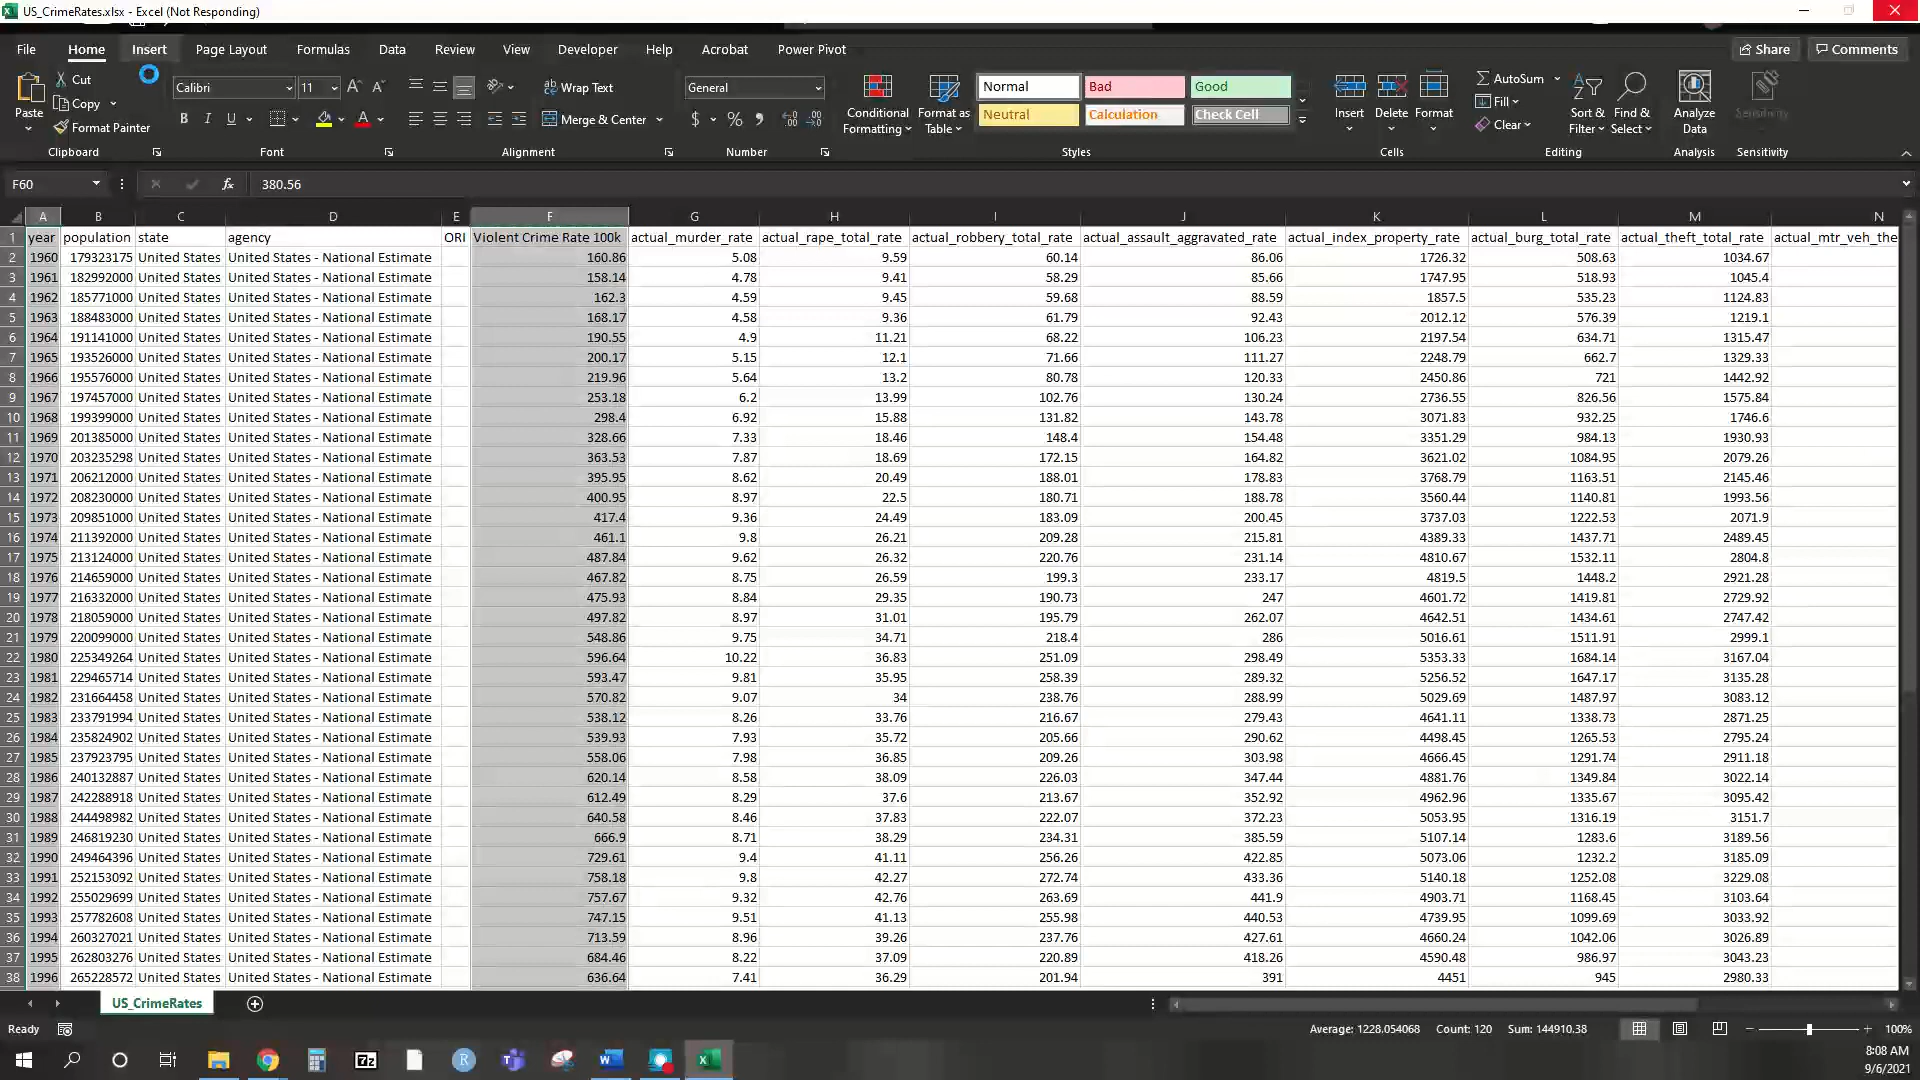 US_CrimeRates.xlsx - Excel (Not Responding)
File Home Insert Page Layout Formulas Data Review View Developer Help Acrobat Power Pivot Share Comments
Paste Cut Copy Format Painter Clipboard
Calibri 11 B I U A Font
Wrap Text Merge & Center Alignment
General $ % Number
Conditional Formatting Format as Table
Normal Bad Good
Neutral Calculation Check Cell
Styles
Insert Delete Format Cells
AutoSum Fill Clear Sort & Filter Find & Select Editing
Analyze Data Analysis
Sensitivity Sensitivity
F60 fx 380.56
A B C D E F G H I J K L M N
1 year population state agency ORI Violent Crime Rate 100k actual_murder_rate actual_rape_total_rate actual_robbery_total_rate actual_assault_aggravated_rate actual_index_property_rate actual_burg_total_rate actual_theft_total_rate actual_mtr_veh_the
2 1960 179323175 United States United States - National Estimate 160.86 5.08 9.59 60.14 86.06 1726.32 508.63 1034.67
3 1961 182992000 United States United States - National Estimate 158.14 4.78 9.41 58.29 85.66 1747.95 518.93 1045.4
4 1962 185771000 United States United States - National Estimate 162.3 4.59 9.45 59.68 88.59 1857.5 535.23 1124.83
5 1963 188483000 United States United States - National Estimate 168.17 4.58 9.36 61.79 92.43 2012.12 576.39 1219.1
6 1964 191141000 United States United States - National Estimate 190.55 4.9 11.21 68.22 106.23 2197.54 634.71 1315.47
7 1965 193526000 United States United States - National Estimate 200.17 5.15 12.1 71.66 111.27 2248.79 662.7 1329.33
8 1966 195576000 United States United States - National Estimate 219.96 5.64 13.2 80.78 120.33 2450.86 721 1442.92
9 1967 197457000 United States United States - National Estimate 253.18 6.2 13.99 102.76 130.24 2736.55 826.56 1575.84
10 1968 199399000 United States United States - National Estimate 298.4 6.92 15.88 131.82 143.78 3071.83 932.25 1746.6
11 1969 201385000 United States United States - National Estimate 328.66 7.33 18.46 148.4 154.48 3351.29 984.13 1930.93
12 1970 203235298 United States United States - National Estimate 363.53 7.87 18.69 172.15 164.82 3621.02 1084.95 2079.26
13 1971 206212000 United States United States - National Estimate 395.95 8.62 20.49 188.01 178.83 3768.79 1163.51 2145.46
14 1972 208230000 United States United States - National Estimate 400.95 8.97 22.5 180.71 188.78 3560.44 1140.81 1993.56
15 1973 209851000 United States United States - National Estimate 417.4 9.36 24.49 183.09 200.45 3737.03 1222.53 2071.9
16 1974 211392000 United States United States - National Estimate 461.1 9.8 26.21 209.28 215.81 4389.33 1437.71 2489.45
17 1975 213124000 United States United States - National Estimate 487.84 9.62 26.32 220.76 231.14 4810.67 1532.11 2804.8
18 1976 214659000 United States United States - National Estimate 467.82 8.75 26.59 199.3 233.17 4819.5 1448.2 2921.28
19 1977 216332000 United States United States - National Estimate 475.93 8.84 29.35 190.73 247 4601.72 1419.81 2729.92
20 1978 218059000 United States United States - National Estimate 497.82 8.97 31.01 195.79 262.07 4642.51 1434.61 2747.42
21 1979 220099000 United States United States - National Estimate 548.86 9.75 34.71 218.4 286 5016.61 1511.91 2999.1
22 1980 225349264 United States United States - National Estimate 596.64 10.22 36.83 251.09 298.49 5353.33 1684.14 3167.04
23 1981 229465714 United States United States - National Estimate 593.47 9.81 35.95 258.39 289.32 5256.52 1647.17 3135.28
24 1982 231664458 United States United States - National Estimate 570.82 9.07 34 238.76 288.99 5029.69 1487.97 3083.12
25 1983 233791994 United States United States - National Estimate 538.12 8.26 33.76 216.67 279.43 4641.11 1338.73 2871.25
26 1984 235824902 United States United States - National Estimate 539.93 7.93 35.72 205.66 290.62 4498.45 1265.53 2795.24
27 1985 237923795 United States United States - National Estimate 558.06 7.98 36.85 209.26 303.98 4666.45 1291.74 2911.18
28 1986 240132887 United States United States - National Estimate 620.14 8.58 38.09 226.03 347.44 4881.76 1349.84 3022.14
29 1987 242288918 United States United States - National Estimate 612.49 8.29 37.6 213.67 352.92 4962.96 1335.67 3095.42
30 1988 244498982 United States United States - National Estimate 640.58 8.46 37.83 222.07 372.23 5053.95 1316.19 3151.7
31 1989 246819230 United States United States - National Estimate 666.9 8.71 38.29 234.31 385.59 5107.14 1283.6 3189.56
32 1990 249464396 United States United States - National Estimate 729.61 9.4 41.11 256.26 422.85 5073.06 1232.2 3185.09
33 1991 252153092 United States United States - National Estimate 758.18 9.8 42.27 272.74 433.36 5140.18 1252.08 3229.08
34 1992 255029699 United States United States - National Estimate 757.67 9.32 42.76 263.69 441.9 4903.71 1168.45 3103.64
35 1993 257782608 United States United States - National Estimate 747.15 9.51 41.13 255.98 440.53 4739.95 1099.69 3033.92
36 1994 260327021 United States United States - National Estimate 713.59 8.96 39.26 237.76 427.61 4660.24 1042.06 3026.89
37 1995 262803276 United States United States - National Estimate 684.46 8.22 37.09 220.89 418.26 4590.48 986.97 3043.23
38 1996 265228572 United States United States - National Estimate 636.64 7.41 36.29 201.94 391 4451 945 2980.33
US_CrimeRates
Ready Average: 1228.054068 Count: 120 Sum: 144910.38 100%
8:08 AM
9/6/2021